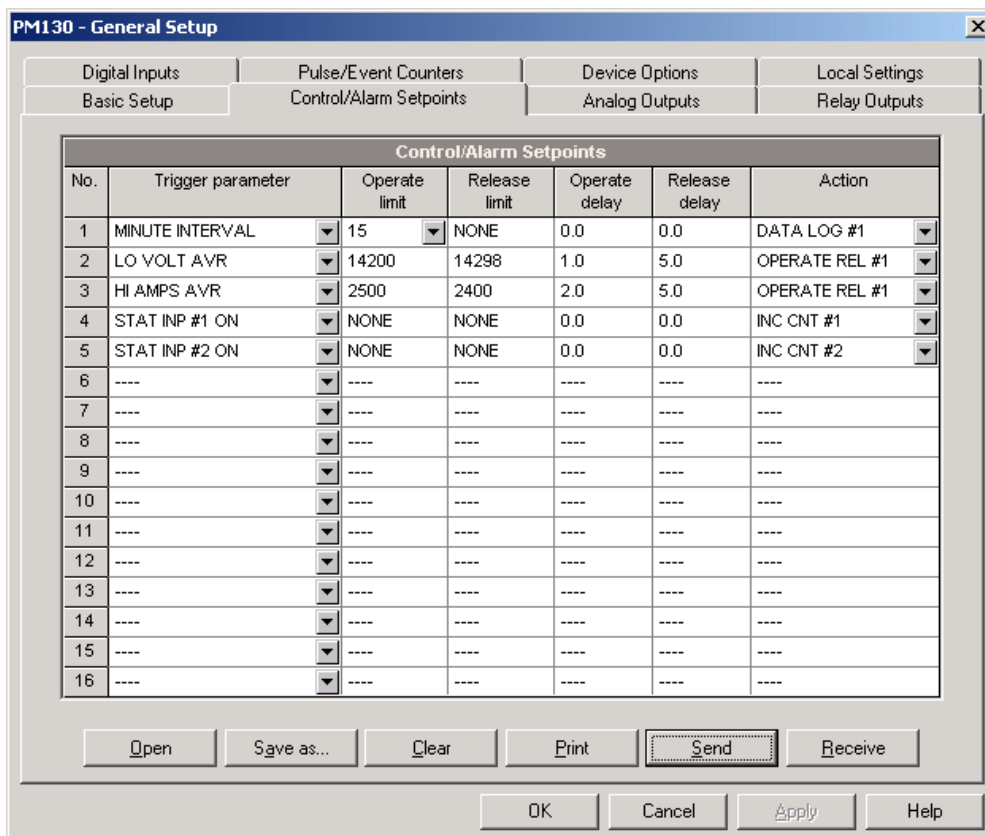 PM130 - General Setup
Digital Inputs Pulse/Event Counters Device Options Local Settings
Basic Setup Control/Alarm Setpoints Analog Outputs Relay Outputs
Control/Alarm Setpoints
No. Trigger parameter Operate limit Release limit Operate delay Release delay Action
1 MINUTE INTERVAL 15 NONE 0.0 0.0 DATA LOG #1
2 LO VOLT AVR 14200 14298 1.0 5.0 OPERATE REL #1
3 HI AMPS AVR 2500 2400 2.0 5.0 OPERATE REL #1
4 STAT INP #1 ON NONE NONE 0.0 0.0 INC CNT #1
5 STAT INP #2 ON NONE NONE 0.0 0.0 INC CNT #2
6 ---- ---- ---- ---- ---- ----
7 ---- ---- ---- ---- ---- ----
8 ---- ---- ---- ---- ---- ----
9 ---- ---- ---- ---- ---- ----
10 ---- ---- ---- ---- ---- ----
11 ---- ---- ---- ---- ---- ----
12 ---- ---- ---- ---- ---- ----
13 ---- ---- ---- ---- ---- ----
14 ---- ---- ---- ---- ---- ----
15 ---- ---- ---- ---- ---- ----
16 ---- ---- ---- ---- ---- ----
Open Save as... Clear Print Send Receive
OK Cancel Apply Help